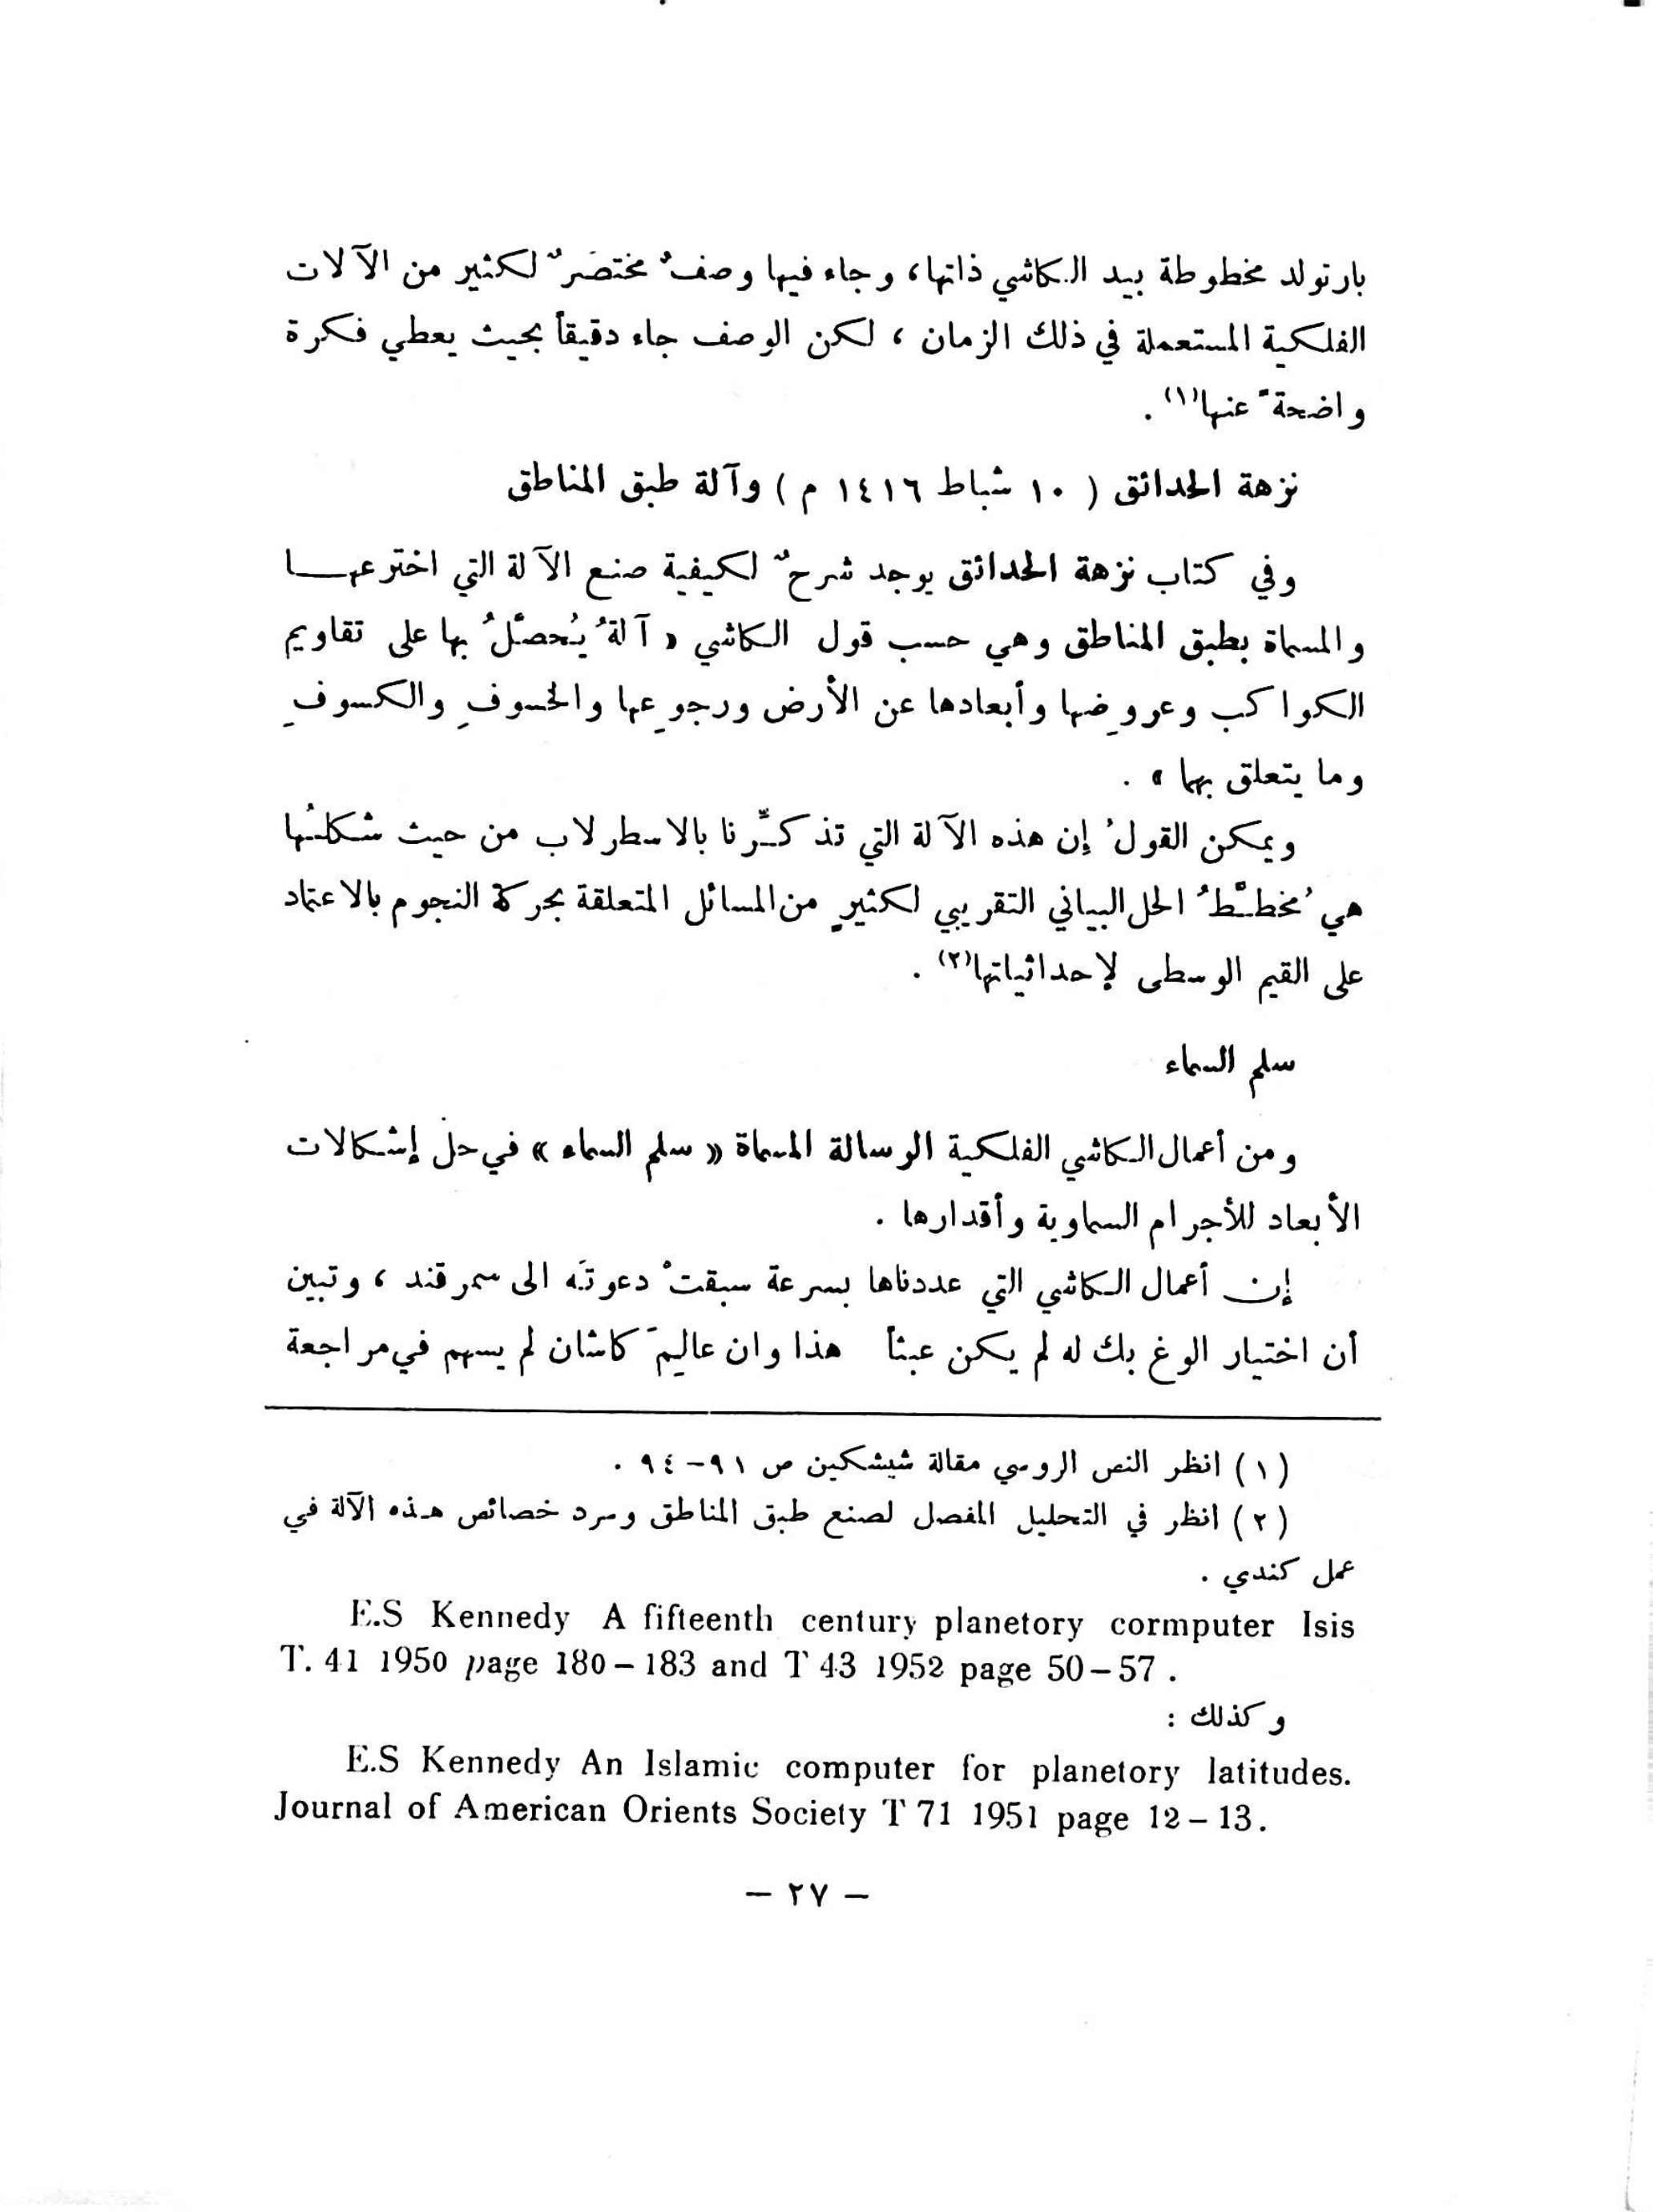 بارتولد مخطوطة بيد الكاشي ذاتها، وجاء فيها وصفٌ مختصَرٌ لكثير من الآلات
الفلكية المستعملة في ذلك الزمان ، لكن الوصف جاء دقيقاً بحيث يعطي فكرة
واضحةً عنها(١) .
نزهة الحدائق ( ١٠ شباط ١٤١٦ م ) وآلة طبق المناطق
وفي كتاب نزهة الحدائق يوجد شرحٌ لكيفية صنع الآلة التي اخترعهـا
والمسماة بطبق المناطق وهي حسب قول الكاشي « آلةٌ يُحصَّلُ بها على تقاويم
الكواكب وعروضِها وأبعادها عن الأرض ورجوعِها والخسوفِ والكسوفِ
وما يتعلق بهما » .
ويمكن القولُ إن هذه الآلة التي تذكِّرنا بالاسطرلاب من حيث شكلُها
هي مُخطَّطُ الحل البياني التقريبي لكثيرٍ من المسائل المتعلقة بحركة النجوم بالاعتماد
على القيم الوسطى لإحداثياتها(٢) .
سلم السماء
ومن أعمال الكاشي الفلكية الرسالة المسماة « سلم السماء » في حل إشكالات
الأبعاد للأجرام السماوية وأقدارها .
إن أعمال الكاشي التي عددناها بسرعة سبقتْ دعوتَه الى سمرقند ، وتبين
أن اختيار الوغ بك له لم يكن عبثاً هذا وان عالِمَ كاشان لم يسهم في مراجعة
(١) انظر النص الروسي مقالة شيشكين ص ٩١-٩٤ .
(٢) انظر في التحليل المفصل لصنع طبق المناطق وسرد خصائص هذه الآلة في
عمل كندي .
E.S Kennedy A fifteenth century planetory cormputer Isis
T. 41 1950 page 180 – 183 and T 43 1952 page 50 – 57 .
وكذلك :
E.S Kennedy An Islamic computer for planetory latitudes.
Journal of American Orients Society T 71 1951 page 12 – 13.
— ٢٧ —